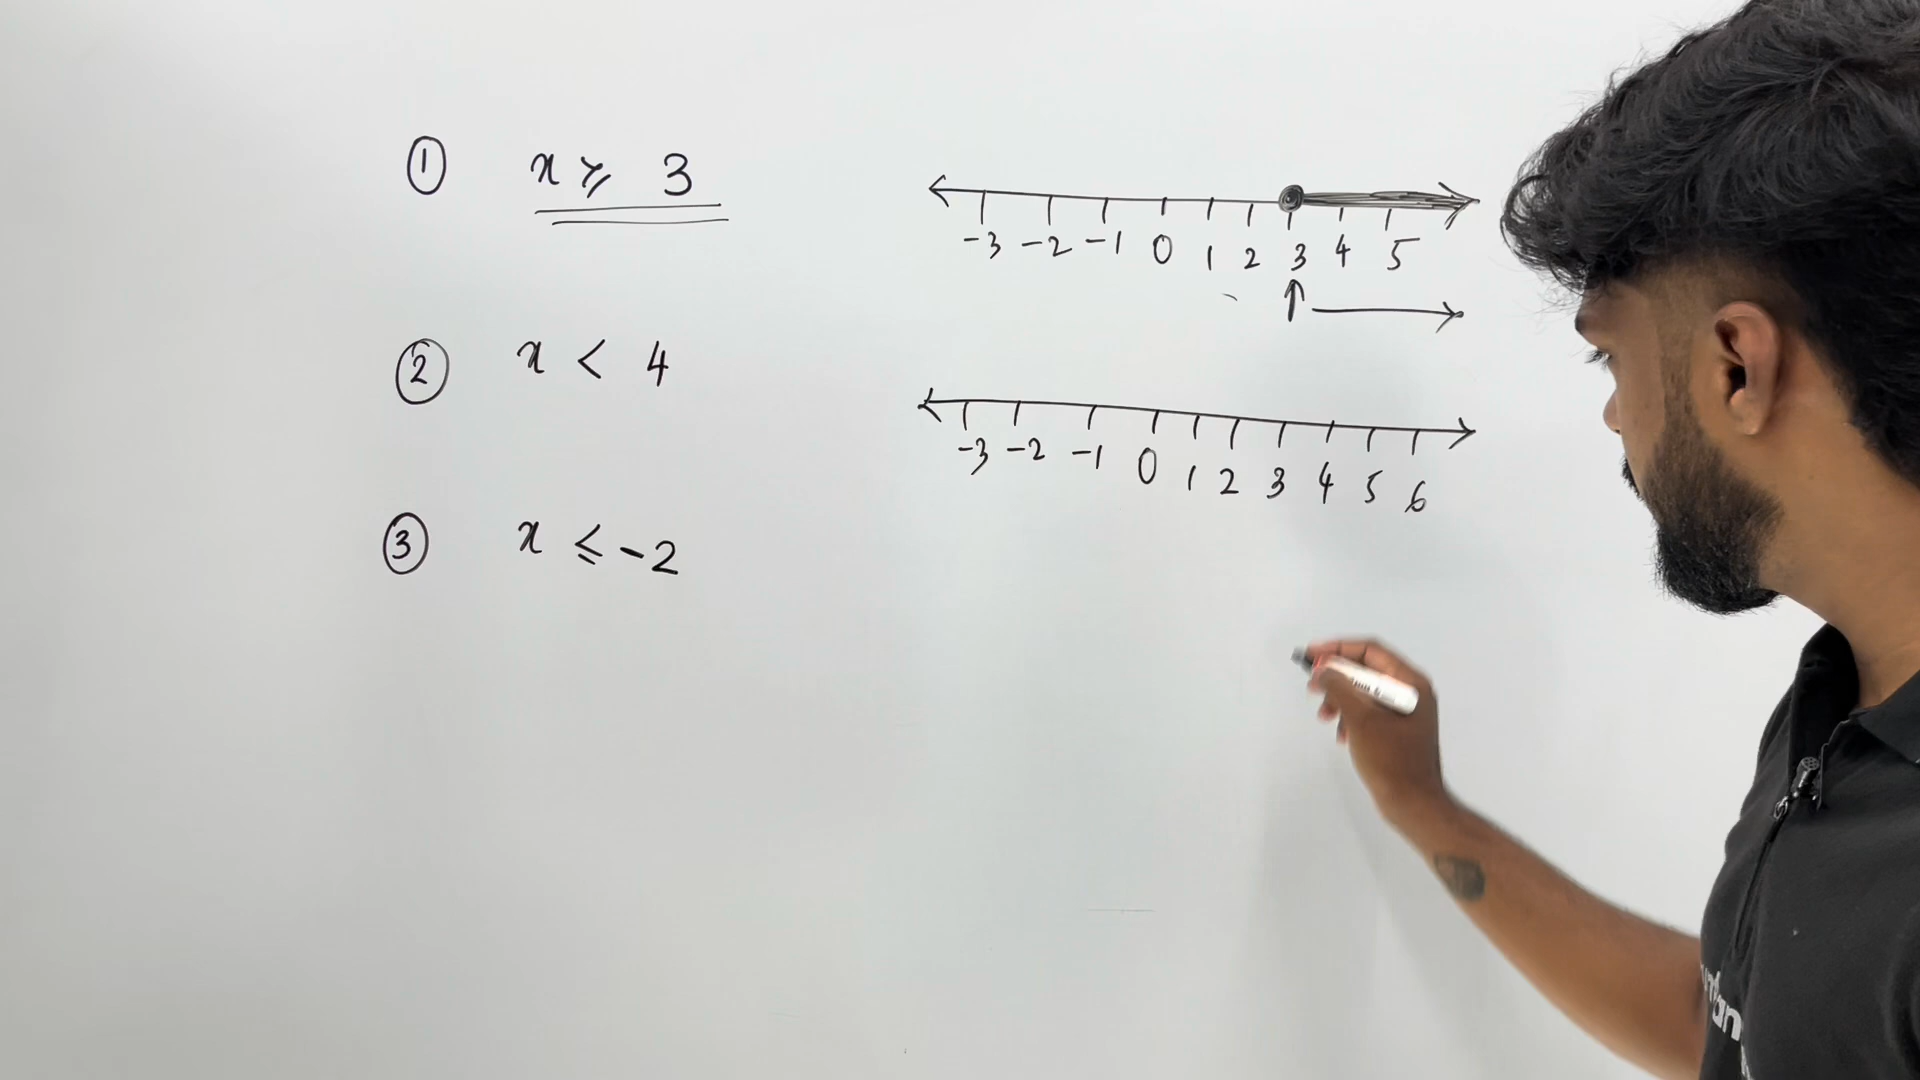 ① x ≥ 3
-3 -2 -1 0 1 2 3 4 5
② x < 4
-3 -2 -1 0 1 2 3 4 5 6
③ x ≤ -2